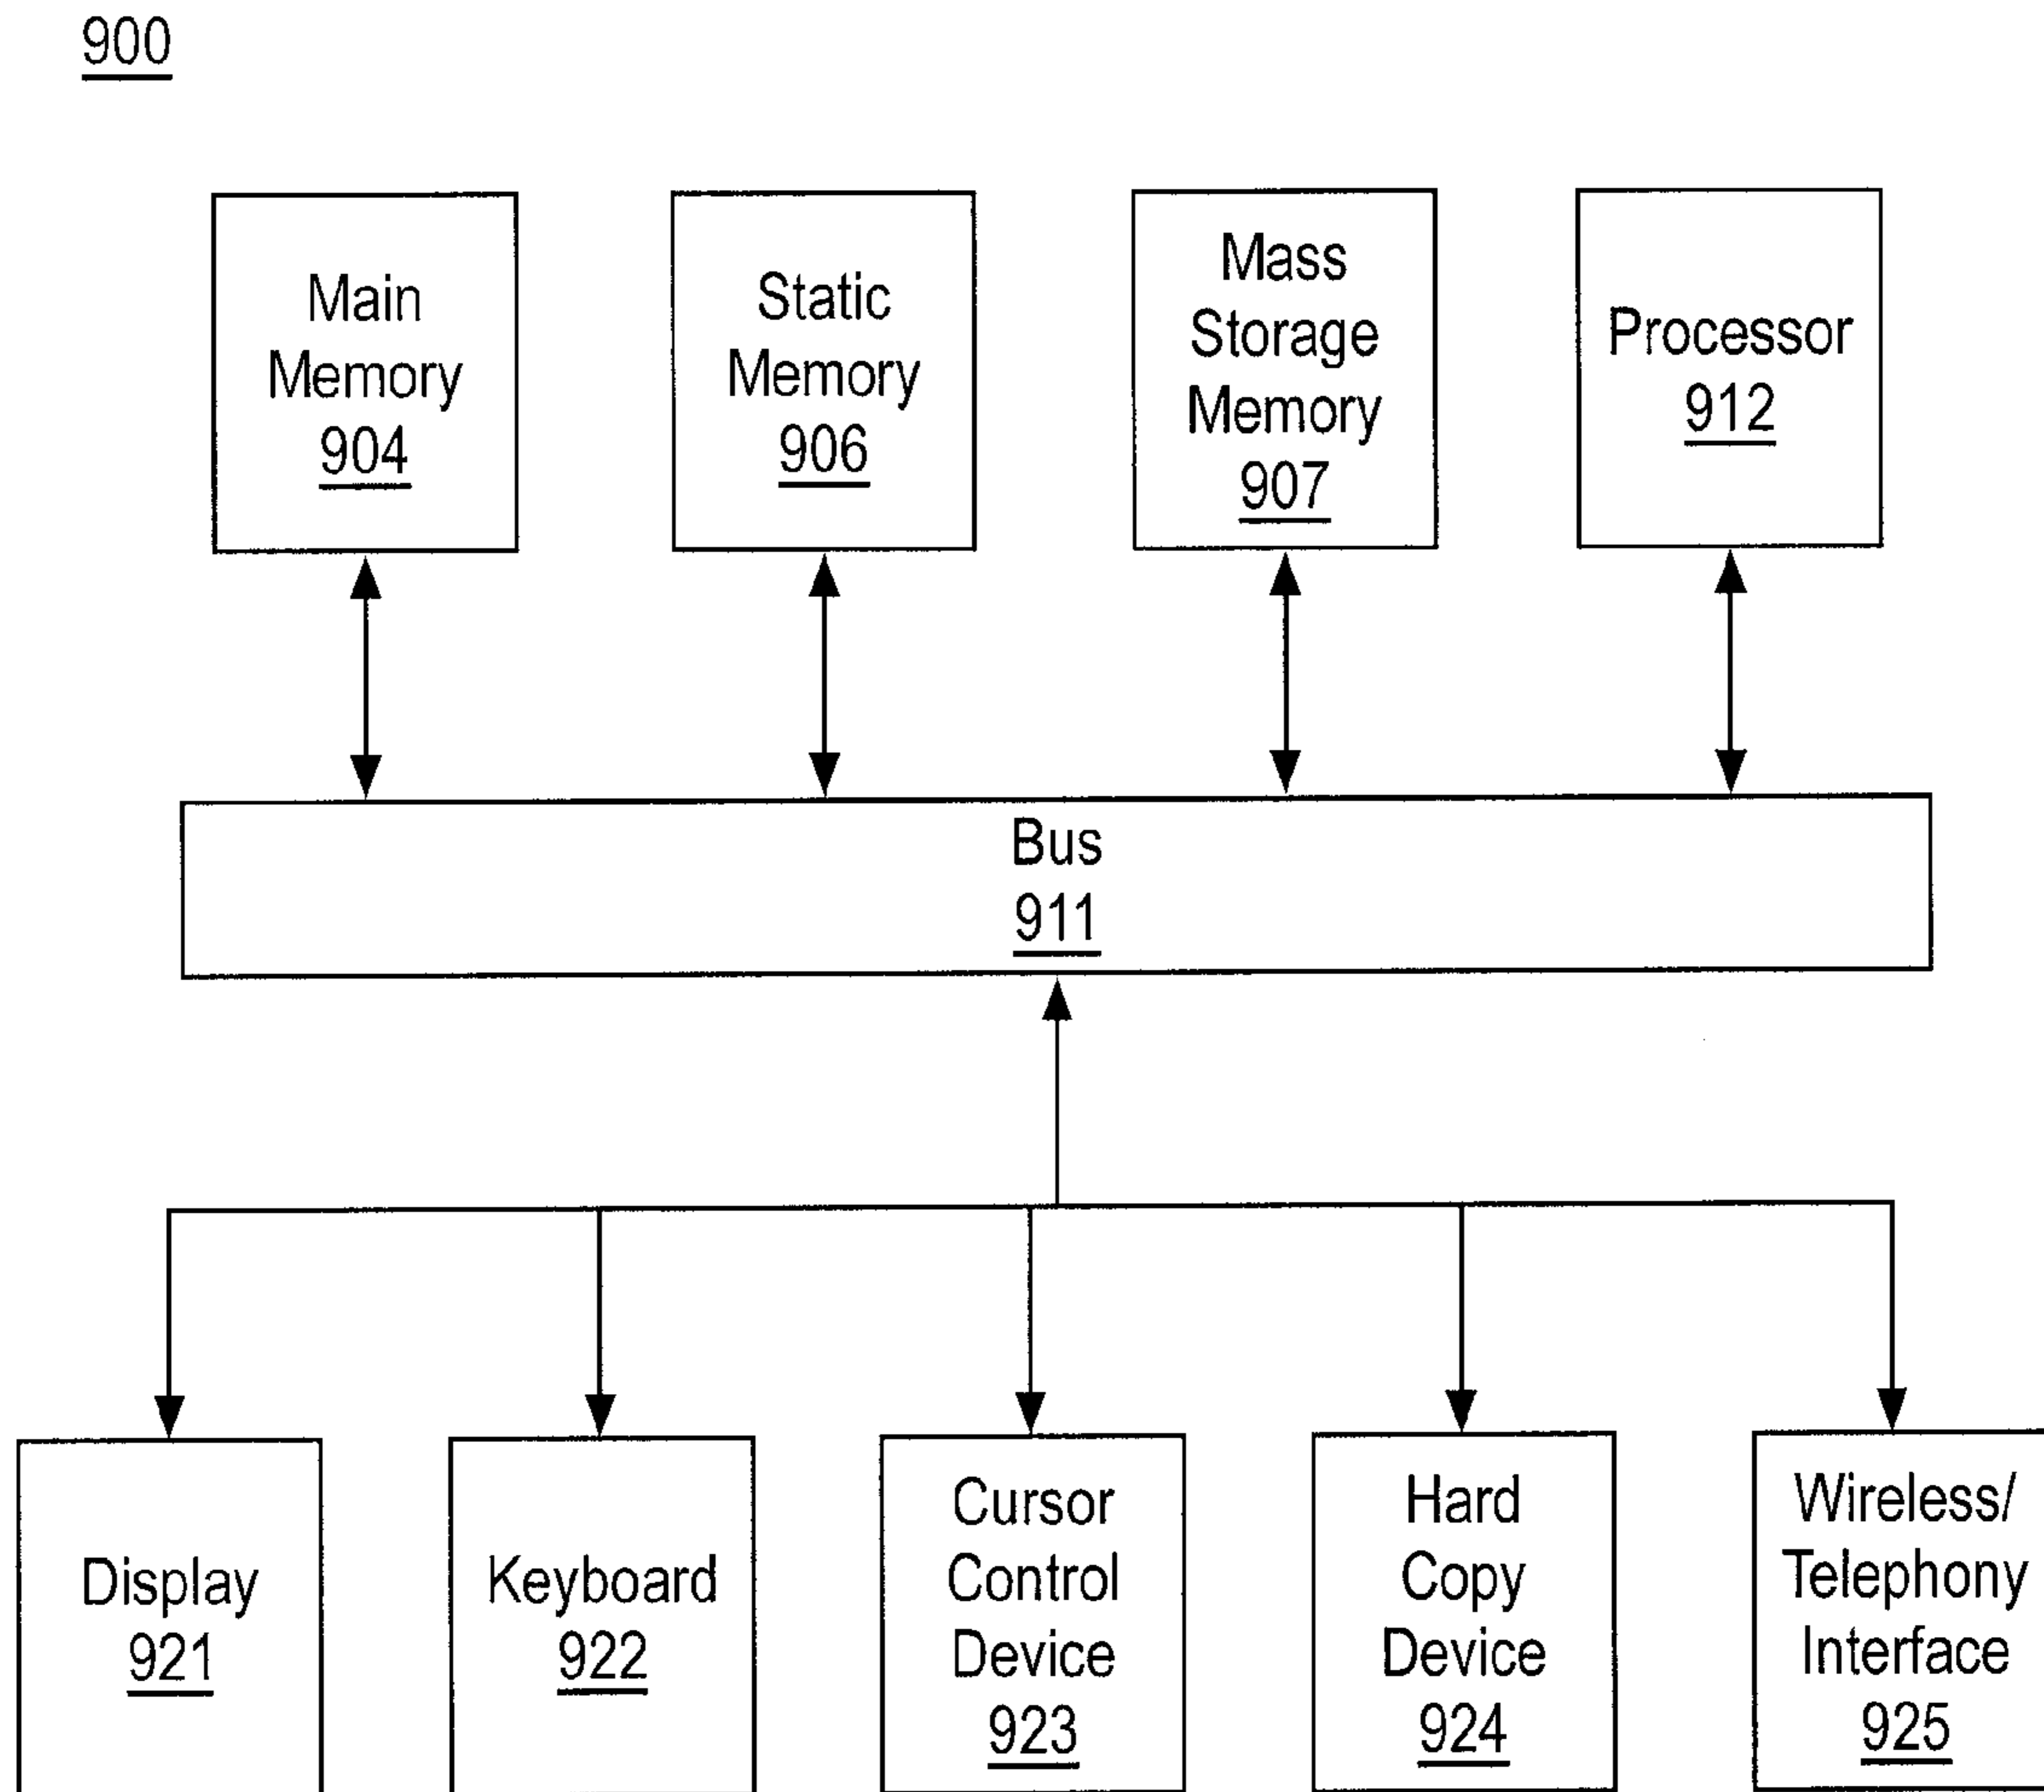 900
Main
Memory
904
Static
Memory
906
Mass
Storage
Memory
907
Processor
912
Bus
911
Display
921
Keyboard
922
Cursor
Control
Device
923
Hard
Copy
Device
924
Wireless/
Telephony
Interface
925